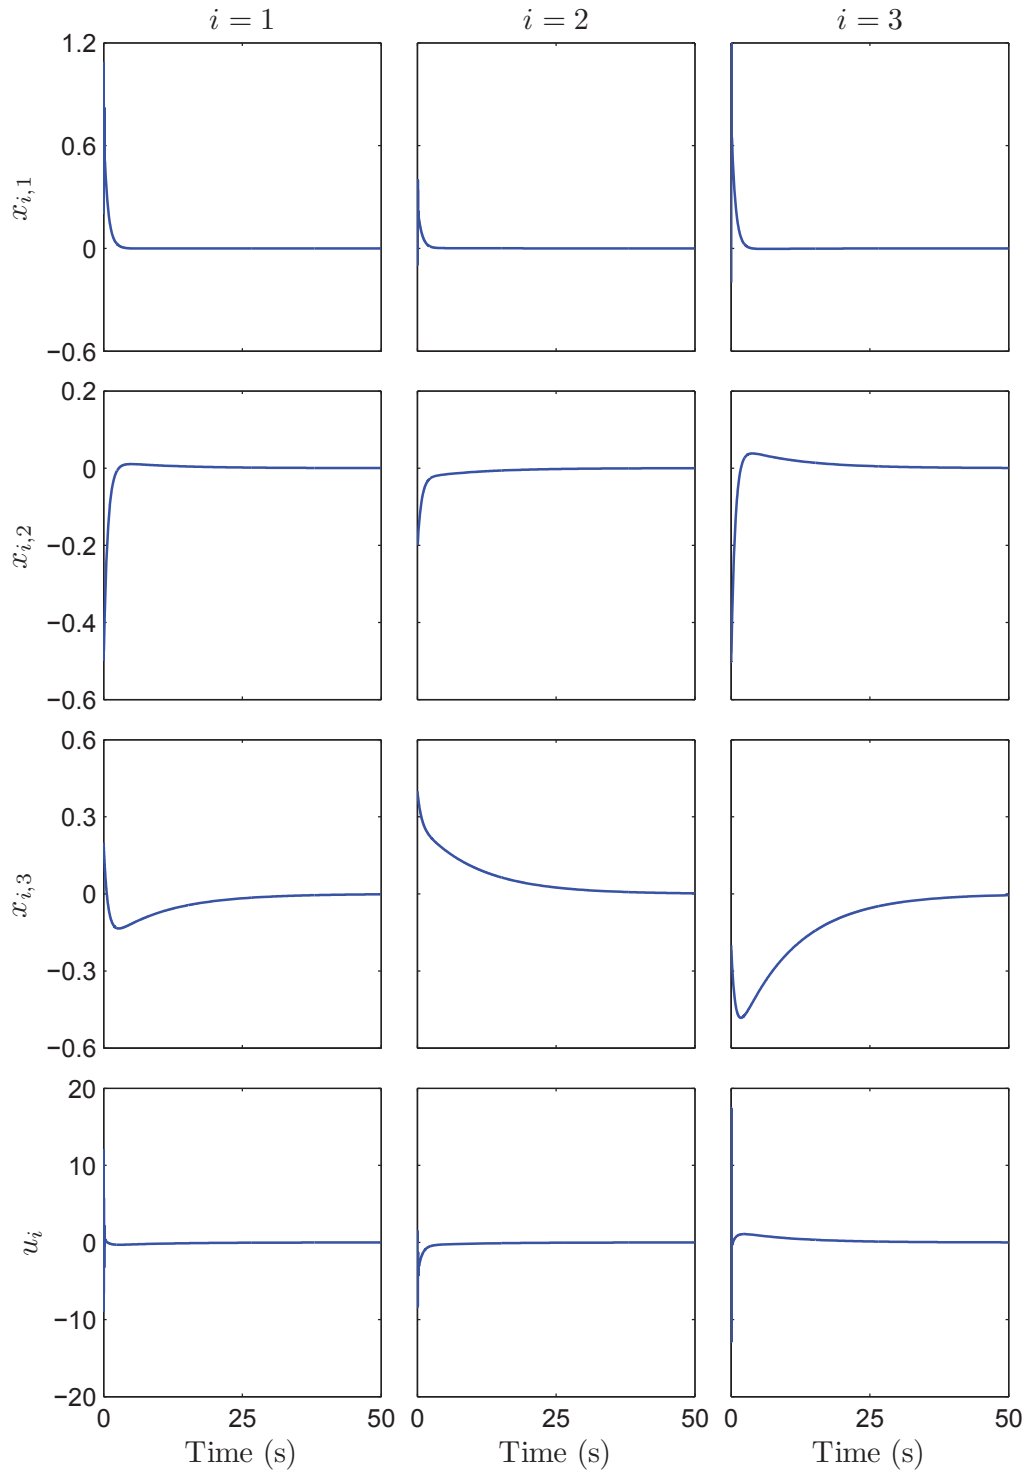 i = 1 i = 2 i = 3
1.2
0.6
0
−0.6
x_{i,1}
0.2
0
−0.2
−0.4
−0.6
x_{i,2}
0.6
0.3
0
−0.3
−0.6
x_{i,3}
20
10
0
−10
−20
u_i
0 25 50 0 25 50 0 25 50
Time (s) Time (s) Time (s)